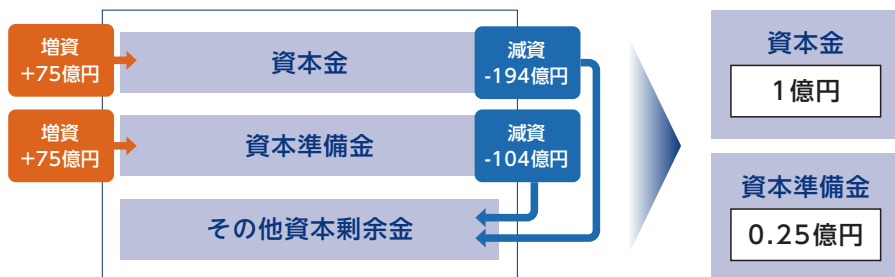 増資
+75億円
資本金
減資
-194億円
増資
+75億円
資本準備金
減資
-104億円
その他資本剰余金
資本金
1億円
資本準備金
0.25億円